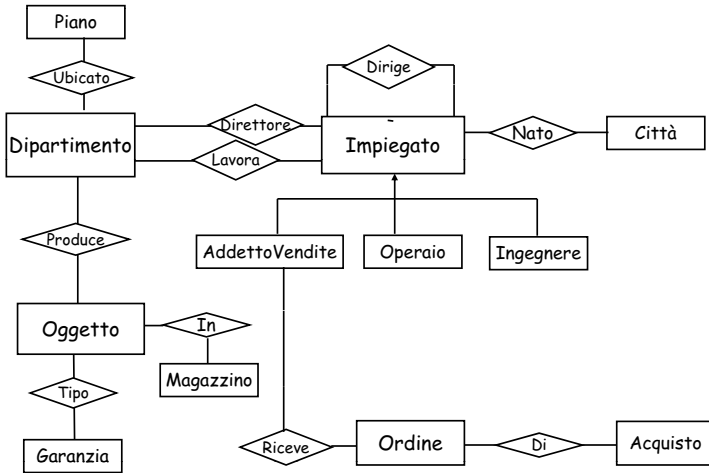 Piano
Ubicato
Dirige
Dipartimento
Direttore
Impiegato
Nato
Città
Lavora
Produce
AddettoVendite
Operaio
Ingegnere
Oggetto
In
Magazzino
Tipo
Garanzia
Riceve
Ordine
Di
Acquisto